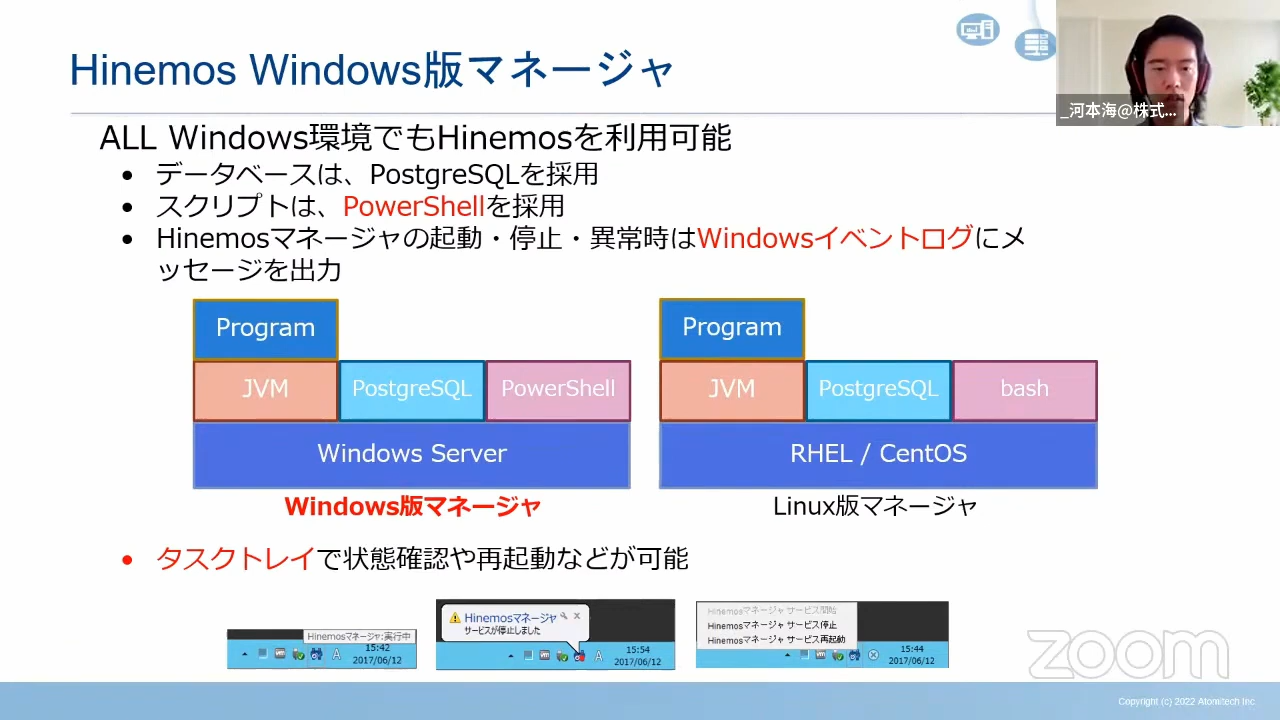 Hinemos Windows版マネージャ
_河本海@株式...
ALL Windows環境でもHinemosを利用可能
• データベースは、PostgreSQLを採用
• スクリプトは、PowerShellを採用
• Hinemosマネージャの起動・停止・異常時はWindowsイベントログにメ
ッセージを出力
Program
JVM PostgreSQL PowerShell
Windows Server
Windows版マネージャ
Program
JVM PostgreSQL bash
RHEL / CentOS
Linux版マネージャ
• タスクトレイで状態確認や再起動などが可能
Hinemosマネージャ:実行中
15:42
2017/06/12
Hinemosマネージャ
サービスが停止しました
15:54
2017/06/12
Hinemosマネージャ サービス開始
Hinemosマネージャ サービス停止
Hinemosマネージャ サービス再起動
15:44
2017/06/12
zoom
Copyright (c) 2022 Atomitech Inc.